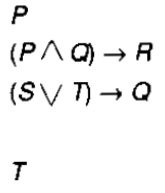 P
(P ∧ Q) → R
(S ∨ T) → Q
T